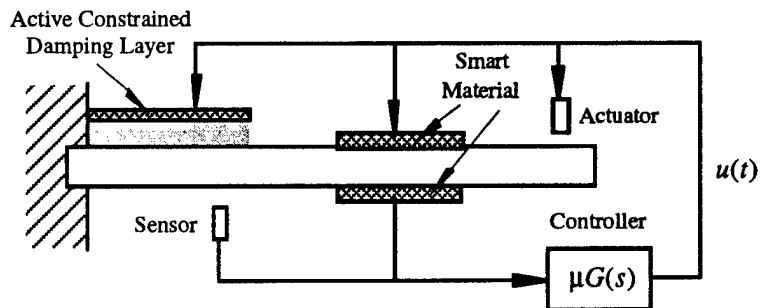 Active Constrained
Damping Layer
Smart
Material
Actuator
u(t)
Sensor
Controller
μG(s)